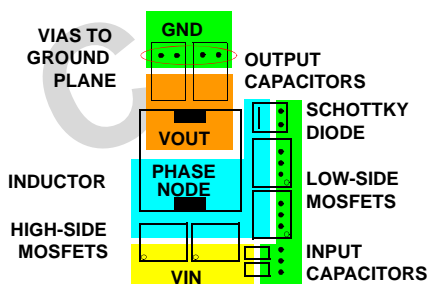 GND
VIAS TO
GROUND
PLANE
OUTPUT
CAPACITORS
VOUT
SCHOTTKY
DIODE
INDUCTOR
PHASE
NODE
LOW-SIDE
MOSFETS
HIGH-SIDE
MOSFETS
VIN
INPUT
CAPACITORS
C